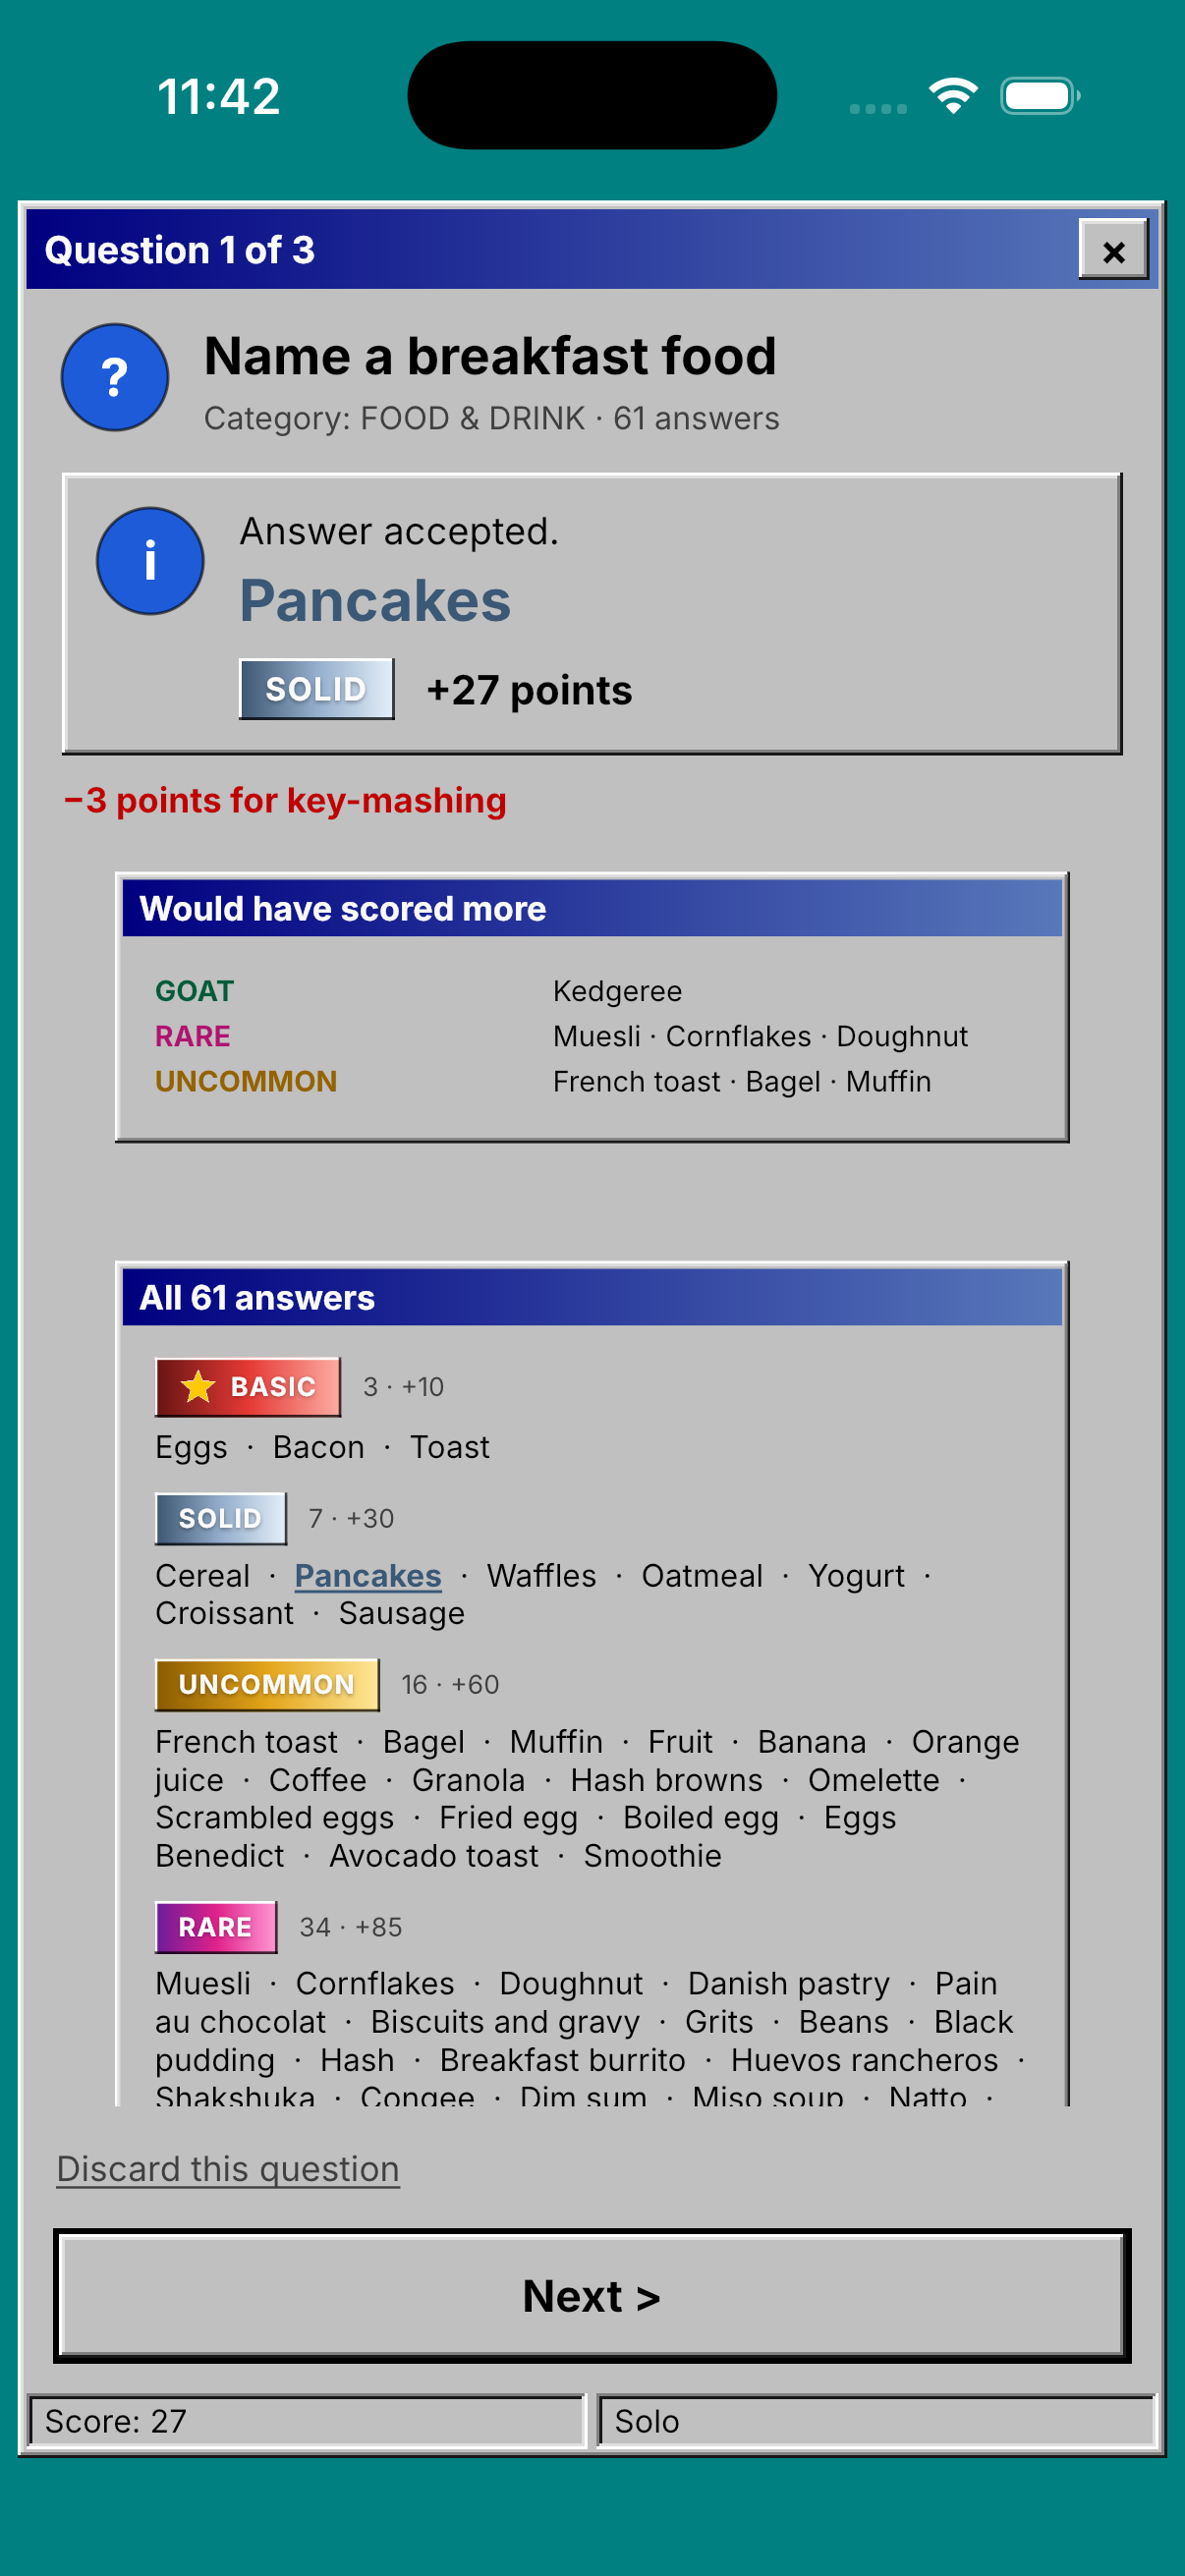 11:42
Question 1 of 3
×
?
Name a breakfast food
Category: FOOD & DRINK · 61 answers
i
Answer accepted.
Pancakes
SOLID +27 points
−3 points for key-mashing
Would have scored more
GOAT Kedgeree
RARE Muesli · Cornflakes · Doughnut
UNCOMMON French toast · Bagel · Muffin
All 61 answers
BASIC 3 · +10
Eggs · Bacon · Toast
SOLID 7 · +30
Cereal · Pancakes · Waffles · Oatmeal · Yogurt ·
Croissant · Sausage
UNCOMMON 16 · +60
French toast · Bagel · Muffin · Fruit · Banana · Orange
juice · Coffee · Granola · Hash browns · Omelette ·
Scrambled eggs · Fried egg · Boiled egg · Eggs
Benedict · Avocado toast · Smoothie
RARE 34 · +85
Muesli · Cornflakes · Doughnut · Danish pastry · Pain
au chocolat · Biscuits and gravy · Grits · Beans · Black
pudding · Hash · Breakfast burrito · Huevos rancheros ·
Shakshuka · Congee · Dim sum · Miso soup · Natto ·
Discard this question
Next >
Score: 27
Solo